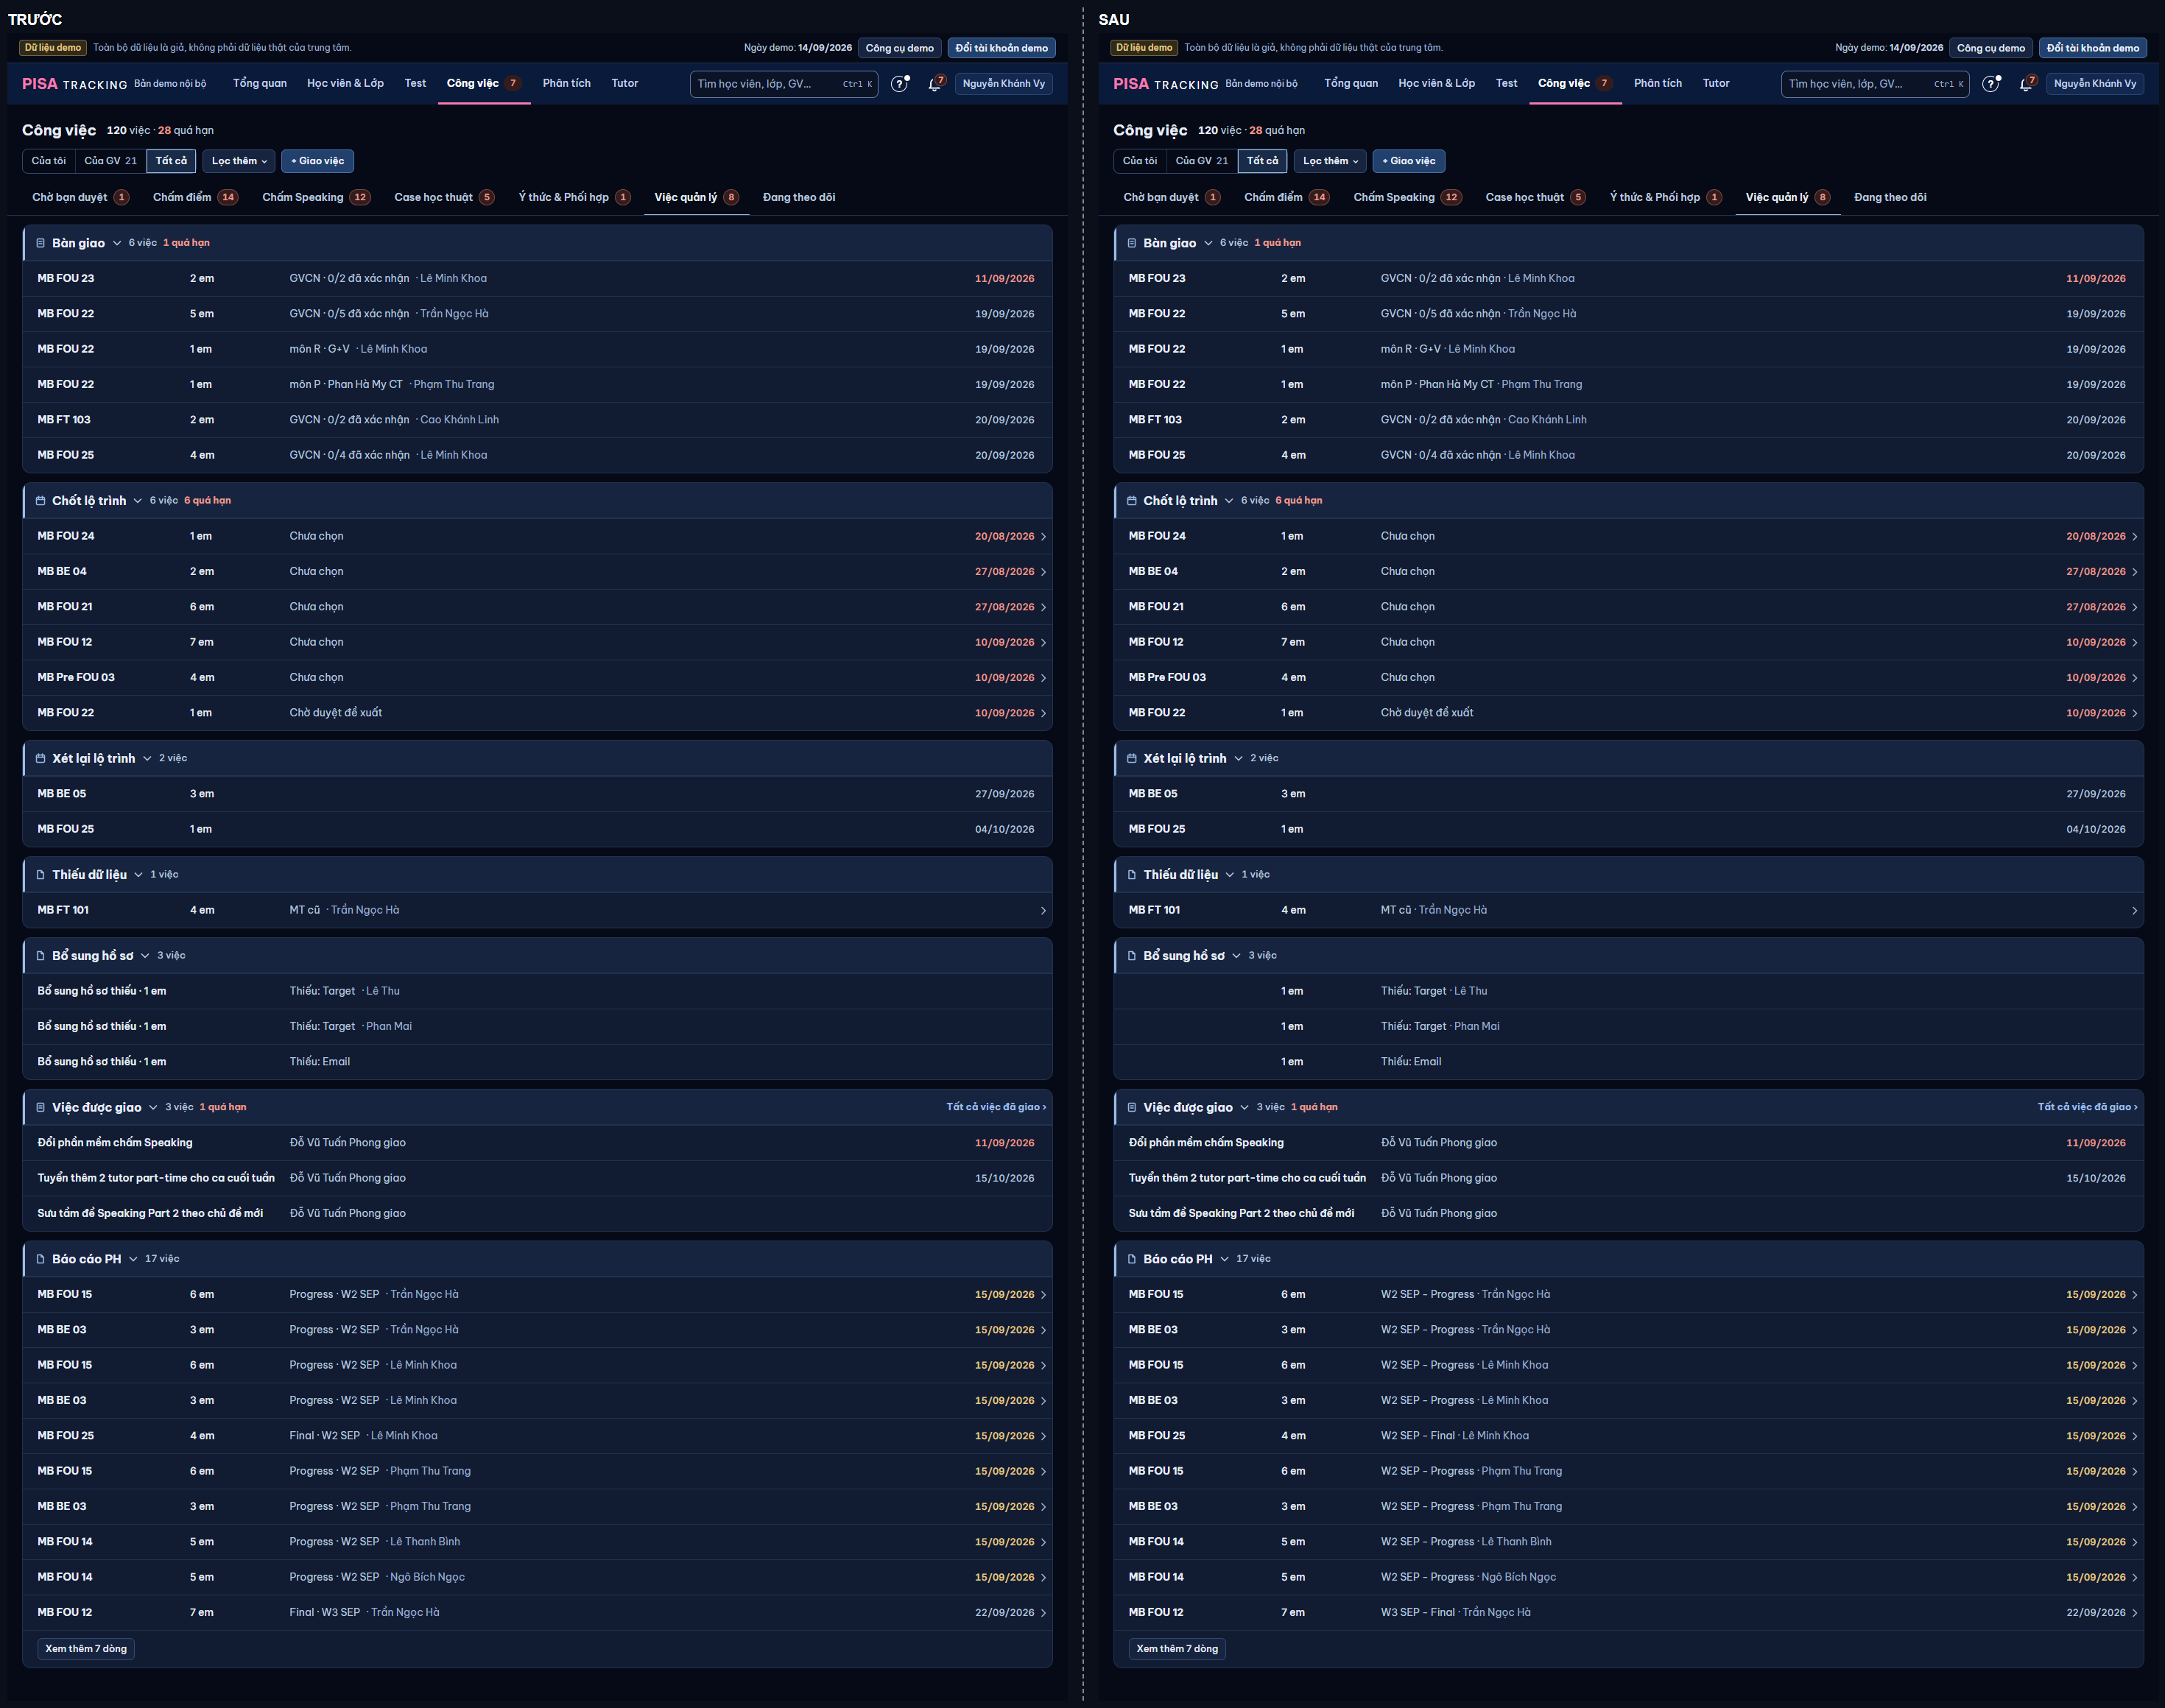 TRƯỚC
Dữ liệu demo Toàn bộ dữ liệu là giả, không phải dữ liệu thật của trung tâm. Ngày demo: 14/09/2026 Công cụ demo Đổi tài khoản demo
PISA TRACKING Bản demo nội bộ Tổng quan Học viên & Lớp Test Công việc 7 Phân tích Tutor Tìm học viên, lớp, GV... Ctrl K ? 7 Nguyễn Khánh Vy
Công việc 120 việc · 28 quá hạn
Của tôi Của GV 21 Tất cả Lọc thêm + Giao việc
Chờ bạn duyệt 1 Chấm điểm 14 Chấm Speaking 12 Case học thuật 5 Ý thức & Phối hợp 1 Việc quản lý 8 Đang theo dõi
Bàn giao 6 việc 1 quá hạn
MB FOU 23 2 em GVCN · 0/2 đã xác nhận · Lê Minh Khoa 11/09/2026
MB FOU 22 5 em GVCN · 0/5 đã xác nhận · Trần Ngọc Hà 19/09/2026
MB FOU 22 1 em môn R · G+V · Lê Minh Khoa 19/09/2026
MB FOU 22 1 em môn P · Phan Hà My CT · Phạm Thu Trang 19/09/2026
MB FT 103 2 em GVCN · 0/2 đã xác nhận · Cao Khánh Linh 20/09/2026
MB FOU 25 4 em GVCN · 0/4 đã xác nhận · Lê Minh Khoa 20/09/2026
Chốt lộ trình 6 việc 6 quá hạn
MB FOU 24 1 em Chưa chọn 20/08/2026
MB BE 04 2 em Chưa chọn 27/08/2026
MB FOU 21 6 em Chưa chọn 27/08/2026
MB FOU 12 7 em Chưa chọn 10/09/2026
MB Pre FOU 03 4 em Chưa chọn 10/09/2026
MB FOU 22 1 em Chờ duyệt đề xuất 10/09/2026
Xét lại lộ trình 2 việc
MB BE 05 3 em 27/09/2026
MB FOU 25 1 em 04/10/2026
Thiếu dữ liệu 1 việc
MB FT 101 4 em MT cũ · Trần Ngọc Hà
Bổ sung hồ sơ 3 việc
Bổ sung hồ sơ thiếu · 1 em Thiếu: Target · Lê Thu
Bổ sung hồ sơ thiếu · 1 em Thiếu: Target · Phan Mai
Bổ sung hồ sơ thiếu · 1 em Thiếu: Email
Việc được giao 3 việc 1 quá hạn Tất cả việc đã giao ›
Đổi phần mềm chấm Speaking Đỗ Vũ Tuấn Phong giao 11/09/2026
Tuyển thêm 2 tutor part-time cho ca cuối tuần Đỗ Vũ Tuấn Phong giao 15/10/2026
Sưu tầm đề Speaking Part 2 theo chủ đề mới Đỗ Vũ Tuấn Phong giao
Báo cáo PH 17 việc
MB FOU 15 6 em Progress · W2 SEP · Trần Ngọc Hà 15/09/2026
MB BE 03 3 em Progress · W2 SEP · Trần Ngọc Hà 15/09/2026
MB FOU 15 6 em Progress · W2 SEP · Lê Minh Khoa 15/09/2026
MB BE 03 3 em Progress · W2 SEP · Lê Minh Khoa 15/09/2026
MB FOU 25 4 em Final · W2 SEP · Lê Minh Khoa 15/09/2026
MB FOU 15 6 em Progress · W2 SEP · Phạm Thu Trang 15/09/2026
MB BE 03 3 em Progress · W2 SEP · Phạm Thu Trang 15/09/2026
MB FOU 14 5 em Progress · W2 SEP · Lê Thanh Bình 15/09/2026
MB FOU 14 5 em Progress · W2 SEP · Ngô Bích Ngọc 15/09/2026
MB FOU 12 7 em Final · W3 SEP · Trần Ngọc Hà 22/09/2026
Xem thêm 7 dòng
SAU
Dữ liệu demo Toàn bộ dữ liệu là giả, không phải dữ liệu thật của trung tâm. Ngày demo: 14/09/2026 Công cụ demo Đổi tài khoản demo
PISA TRACKING Bản demo nội bộ Tổng quan Học viên & Lớp Test Công việc 7 Phân tích Tutor Tìm học viên, lớp, GV... Ctrl K ? 7 Nguyễn Khánh Vy
Công việc 120 việc · 28 quá hạn
Của tôi Của GV 21 Tất cả Lọc thêm + Giao việc
Chờ bạn duyệt 1 Chấm điểm 14 Chấm Speaking 12 Case học thuật 5 Ý thức & Phối hợp 1 Việc quản lý 8 Đang theo dõi
Bàn giao 6 việc 1 quá hạn
MB FOU 23 2 em GVCN · 0/2 đã xác nhận · Lê Minh Khoa 11/09/2026
MB FOU 22 5 em GVCN · 0/5 đã xác nhận · Trần Ngọc Hà 19/09/2026
MB FOU 22 1 em môn R · G+V · Lê Minh Khoa 19/09/2026
MB FOU 22 1 em môn P · Phan Hà My CT · Phạm Thu Trang 19/09/2026
MB FT 103 2 em GVCN · 0/2 đã xác nhận · Cao Khánh Linh 20/09/2026
MB FOU 25 4 em GVCN · 0/4 đã xác nhận · Lê Minh Khoa 20/09/2026
Chốt lộ trình 6 việc 6 quá hạn
MB FOU 24 1 em Chưa chọn 20/08/2026
MB BE 04 2 em Chưa chọn 27/08/2026
MB FOU 21 6 em Chưa chọn 27/08/2026
MB FOU 12 7 em Chưa chọn 10/09/2026
MB Pre FOU 03 4 em Chưa chọn 10/09/2026
MB FOU 22 1 em Chờ duyệt đề xuất 10/09/2026
Xét lại lộ trình 2 việc
MB BE 05 3 em 27/09/2026
MB FOU 25 1 em 04/10/2026
Thiếu dữ liệu 1 việc
MB FT 101 4 em MT cũ · Trần Ngọc Hà
Bổ sung hồ sơ 3 việc
1 em Thiếu: Target · Lê Thu
1 em Thiếu: Target · Phan Mai
1 em Thiếu: Email
Việc được giao 3 việc 1 quá hạn Tất cả việc đã giao ›
Đổi phần mềm chấm Speaking Đỗ Vũ Tuấn Phong giao 11/09/2026
Tuyển thêm 2 tutor part-time cho ca cuối tuần Đỗ Vũ Tuấn Phong giao 15/10/2026
Sưu tầm đề Speaking Part 2 theo chủ đề mới Đỗ Vũ Tuấn Phong giao
Báo cáo PH 17 việc
MB FOU 15 6 em W2 SEP - Progress · Trần Ngọc Hà 15/09/2026
MB BE 03 3 em W2 SEP - Progress · Trần Ngọc Hà 15/09/2026
MB FOU 15 6 em W2 SEP - Progress · Lê Minh Khoa 15/09/2026
MB BE 03 3 em W2 SEP - Progress · Lê Minh Khoa 15/09/2026
MB FOU 25 4 em W2 SEP - Final · Lê Minh Khoa 15/09/2026
MB FOU 15 6 em W2 SEP - Progress · Phạm Thu Trang 15/09/2026
MB BE 03 3 em W2 SEP - Progress · Phạm Thu Trang 15/09/2026
MB FOU 14 5 em W2 SEP - Progress · Lê Thanh Bình 15/09/2026
MB FOU 14 5 em W2 SEP - Progress · Ngô Bích Ngọc 15/09/2026
MB FOU 12 7 em W3 SEP - Final · Trần Ngọc Hà 22/09/2026
Xem thêm 7 dòng